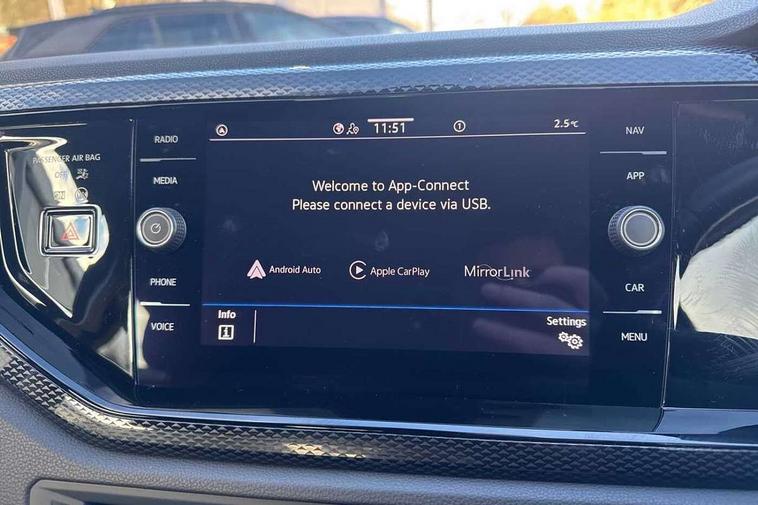 PASSENGER AIR BAG
OFF
ON
RADIO
MEDIA
PHONE
VOICE
11:51
1
2.5°C
Welcome to App-Connect
Please connect a device via USB.
Android Auto
Apple CarPlay
MirrorLink
Info
Settings
NAV
APP
CAR
MENU